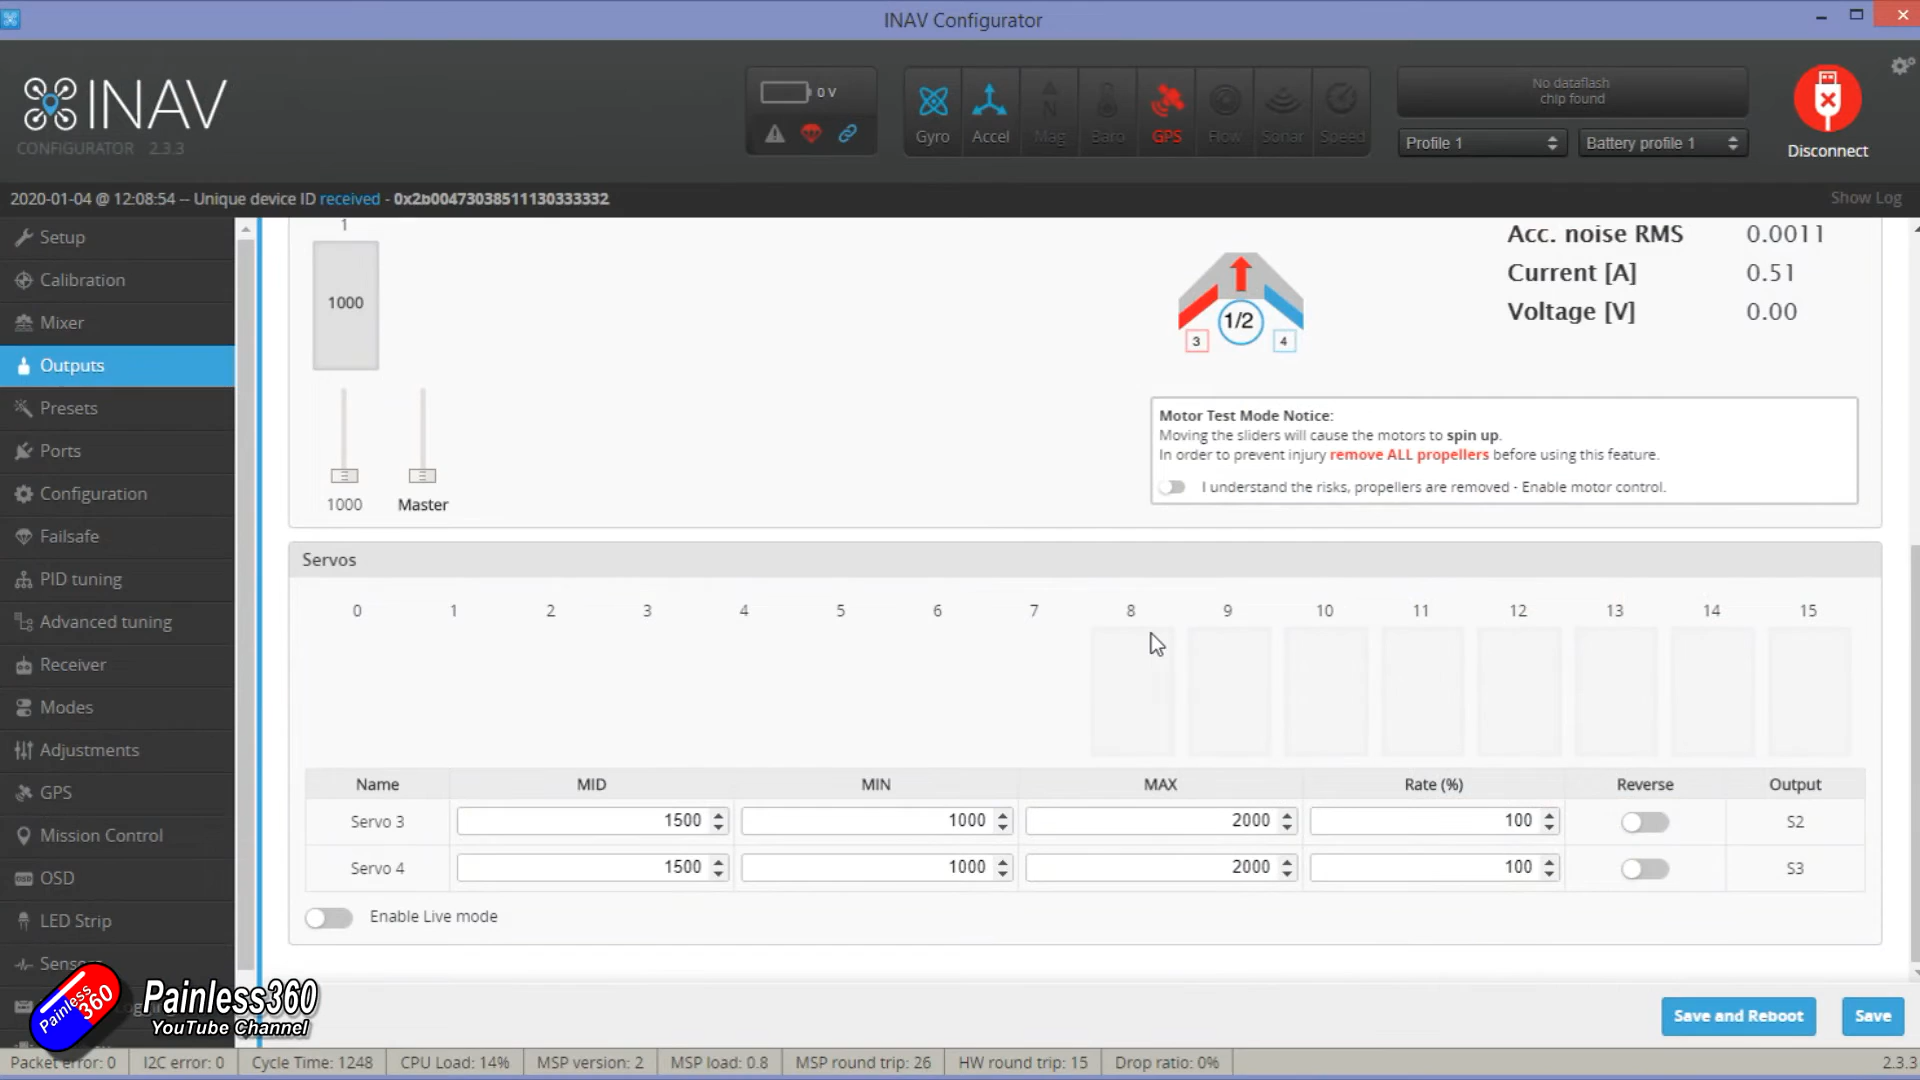 INAV Configurator
INAV
CONFIGURATOR 2.3.3
0 V
Gyro
Accel
Mag
Baro
GPS
Flow
Sonar
Speed
No dataflash
chip found
Profile 1
Battery profile 1
Disconnect
2020-01-04 @ 12:08:54 -- Unique device ID received - 0x2b00473038511130333332
Show Log
Setup
Calibration
Mixer
Outputs
Presets
Ports
Configuration
Failsafe
PID tuning
Advanced tuning
Receiver
Modes
Adjustments
GPS
Mission Control
OSD
LED Strip
1
1000
1000
Master
1/2
3
4
Acc. noise RMS 0.0011
Current [A] 0.51
Voltage [V] 0.00
Motor Test Mode Notice:
Moving the sliders will cause the motors to spin up.
In order to prevent injury remove ALL propellers before using this feature.
I understand the risks, propellers are removed - Enable motor control.
Servos
0 1 2 3 4 5 6 7 8 9 10 11 12 13 14 15
Name MID MIN MAX Rate (%) Reverse Output
Servo 3 1500 1000 2000 100 S2
Servo 4 1500 1000 2000 100 S3
Enable Live mode
Painless 360
Painless360
YouTube Channel
Save and Reboot
Save
Packet error: 0
I2C error: 0
Cycle Time: 1248
CPU Load: 14%
MSP version: 2
MSP load: 0.8
MSP round trip: 26
HW round trip: 15
Drop ratio: 0%
2.3.3